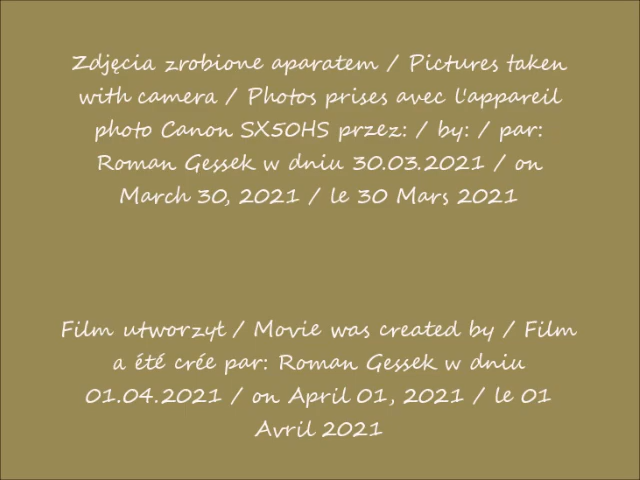 Zdjęcia zrobione aparatem / Pictures taken
with camera / Photos prises avec l'appareil
photo Canon SX50HS przez: / by: / par:
Roman Gessek w dniu 30.03.2021 / on
March 30, 2021 / le 30 Mars 2021
Film utworzyt / Movie was created by / Film
a été crée par: Roman Gessek w dniu
01.04.2021 / on April 01, 2021 / le 01
Avril 2021